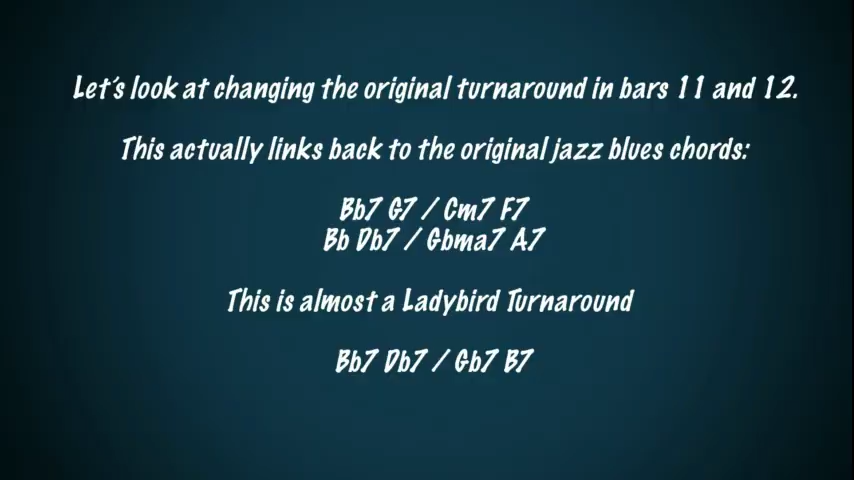 Let's look at changing the original turnaround in bars 11 and 12.
This actually links back to the original jazz blues chords:
Bb7 G7 / Cm7 F7
Bb Db7 / Gbma7 A7
This is almost a Ladybird Turnaround
Bb7 Db7 / Gb7 B7